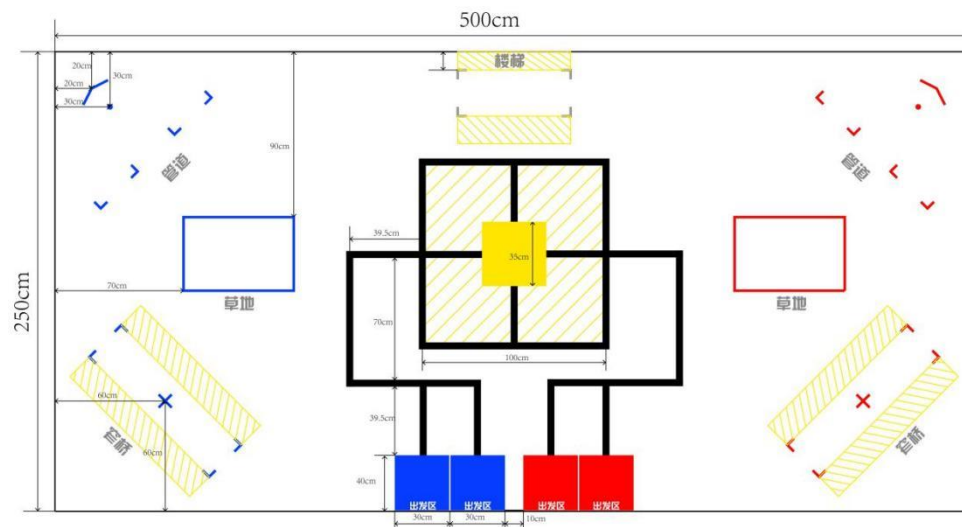 500cm
20cm
20cm
30cm
30cm
楼梯
管道
管道
90cm
39.5cm
35cm
250cm
70cm
草地
草地
70cm
100cm
60cm
39.5cm
窄桥
窄桥
60cm
40cm
出发区
出发区
出发区
出发区
30cm
30cm
10cm